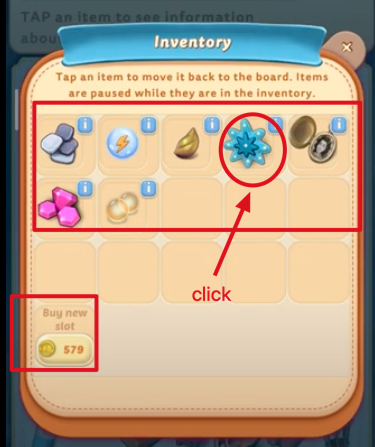 TAP an item to see information
abou
Inventory
Tap an item to move it back to the board. Items
are paused while they are in the inventory.
i i i i i
i i
click
Buy new
slot
579